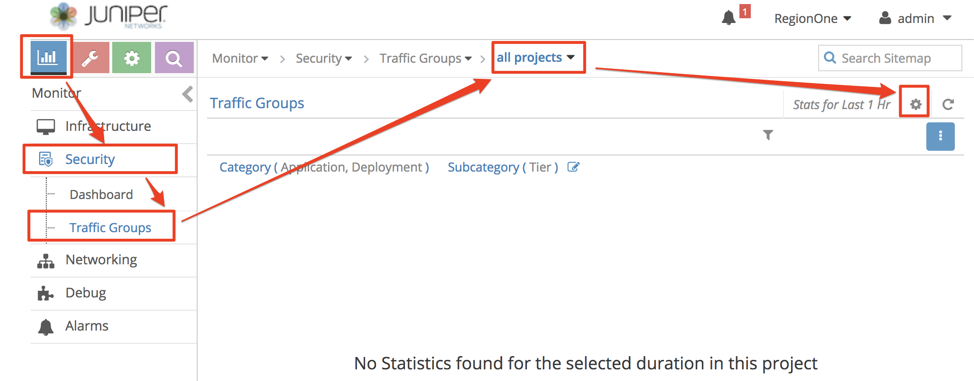 JUNIPER
NETWORKS
1
RegionOne
admin
Monitor > Security > Traffic Groups > all projects
Search Sitemap
Monitor
Infrastructure
Security
Dashboard
Traffic Groups
Networking
Debug
Alarms
Traffic Groups
Stats for Last 1 Hr
Category ( Application, Deployment ) Subcategory ( Tier )
No Statistics found for the selected duration in this project